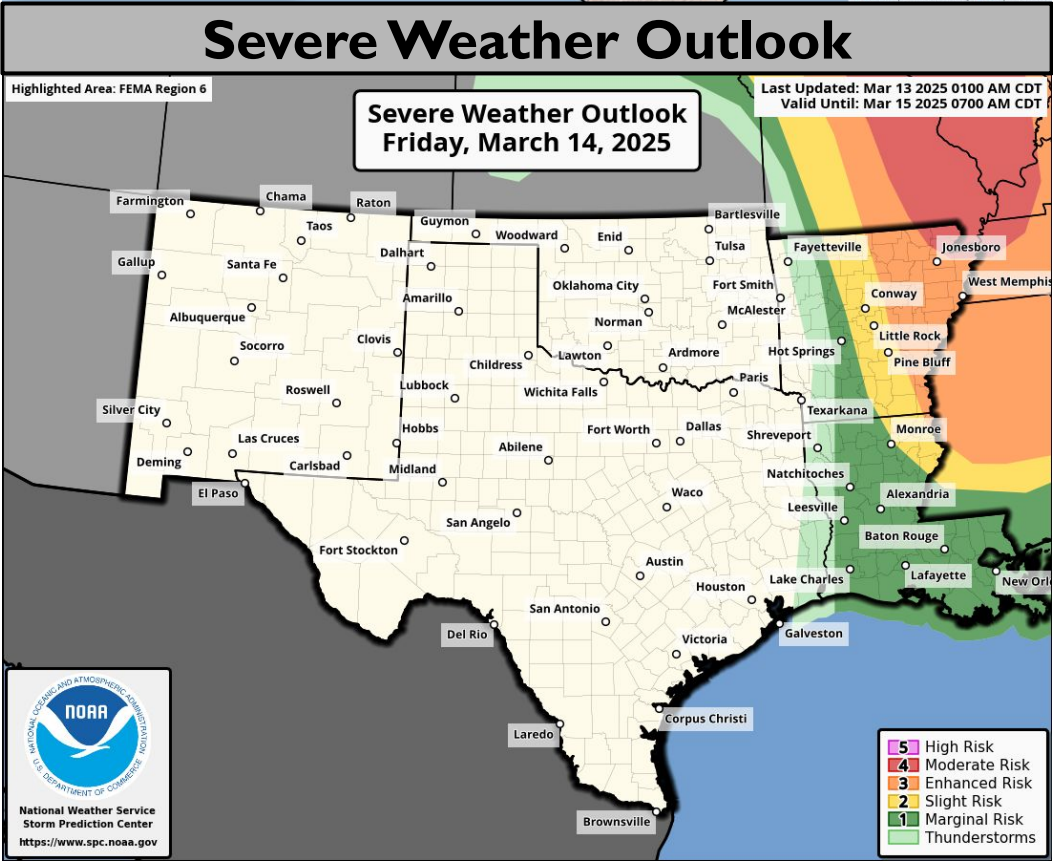 Severe Weather Outlook
Highlighted Area: FEMA Region 6
Last Updated: Mar 13 2025 0100 AM CDT
Valid Until: Mar 15 2025 0700 AM CDT
Severe Weather Outlook
Friday, March 14, 2025
Farmington
Chama
Raton
Taos
Guymon
Woodward
Enid
Bartlesville
Tulsa
Fayetteville
Jonesboro
Gallup
Santa Fe
Dalhart
Oklahoma City
Fort Smith
Conway
West Memphis
Albuquerque
Amarillo
Norman
McAlester
Little Rock
Socorro
Clovis
Childress
Lawton
Ardmore
Hot Springs
Pine Bluff
Roswell
Lubbock
Wichita Falls
Paris
Texarkana
Silver City
Las Cruces
Hobbs
Abilene
Fort Worth
Dallas
Shreveport
Monroe
Deming
Carlsbad
Midland
Natchitoches
El Paso
Waco
Leesville
Alexandria
San Angelo
Baton Rouge
Fort Stockton
Austin
Houston
Lake Charles
Lafayette
New Orl
San Antonio
Del Rio
Victoria
Galveston
Laredo
Corpus Christi
Brownsville
NATIONAL OCEANIC AND ATMOSPHERIC ADMINISTRATION
NOAA
U.S. DEPARTMENT OF COMMERCE
National Weather Service
Storm Prediction Center
https://www.spc.noaa.gov
5 High Risk
4 Moderate Risk
3 Enhanced Risk
2 Slight Risk
1 Marginal Risk
Thunderstorms